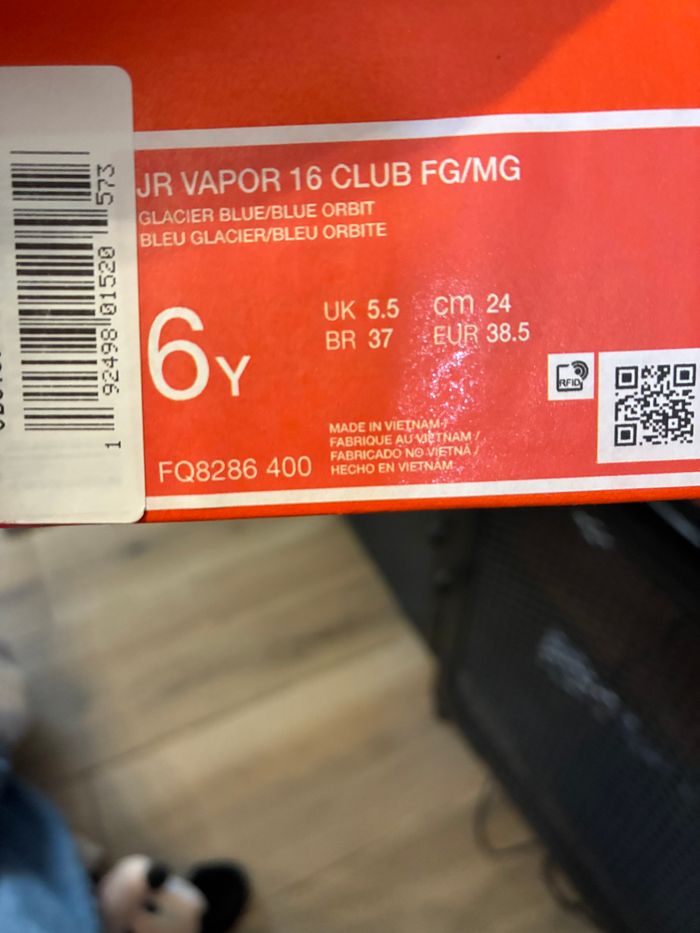 JR VAPOR 16 CLUB FG/MG
GLACIER BLUE/BLUE ORBIT
BLEU GLACIER/BLEU ORBITE
6Y
UK 5.5 cm 24
BR 37 EUR 38.5
RFID
MADE IN VIETNAM /
FABRIQUE AU VIETNAM /
FABRICADO NO VIETNÃ /
HECHO EN VIETNÁM
FQ8286 400
1 92498 01520 573